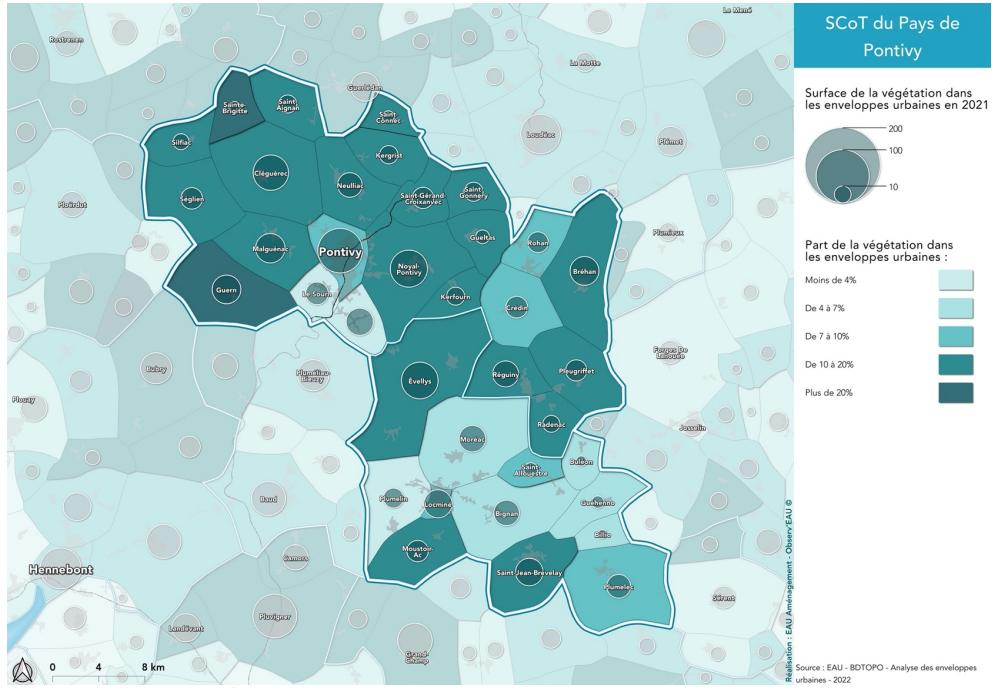 SCoT du Pays de
Pontivy
Surface de la végétation dans
les enveloppes urbaines en 2021
200
100
10
Part de la végétation dans
les enveloppes urbaines :
Moins de 4%
De 4 à 7%
De 7 à 10%
De 10 à 20%
Plus de 20%
Le Mené
Rostrenen
La Motte
Guerlédan
Sainte-
Brigitte
Saint-
Aignan
Saint-
Connec
Loudéac
Plémet
Silfiac
Kergrist
Cléguérec
Neulliac
Saint-Gérand-
Croixanvec
Saint-
Gonnery
Séglien
Ploërdut
Plumieux
Gueltas
Rohan
Malguénac
Pontivy
Noyal-
Pontivy
Bréhan
Guern
Le Sourn
Kerfourn
Crédin
Forges De
Lanouée
Bubry
Pluméliau-
Bieuzy
Évellys
Réguiny
Pleugriffet
Plouay
Radenac
Josselin
Moréac
Buléon
Saint-
Allouestre
Baud
Plumelin
Locminé
Bignan
Guéhenno
Billio
Moustoir-
Ac
Camors
Hennebont
Saint-Jean-Brévelay
Plumelec
Sérent
Pluvigner
Landévant
Grand-
Champ
0 4 8 km
Réalisation : EAU Aménagement - Observ'EAU ©
Source : EAU - BDTOPO - Analyse des enveloppes
urbaines - 2022